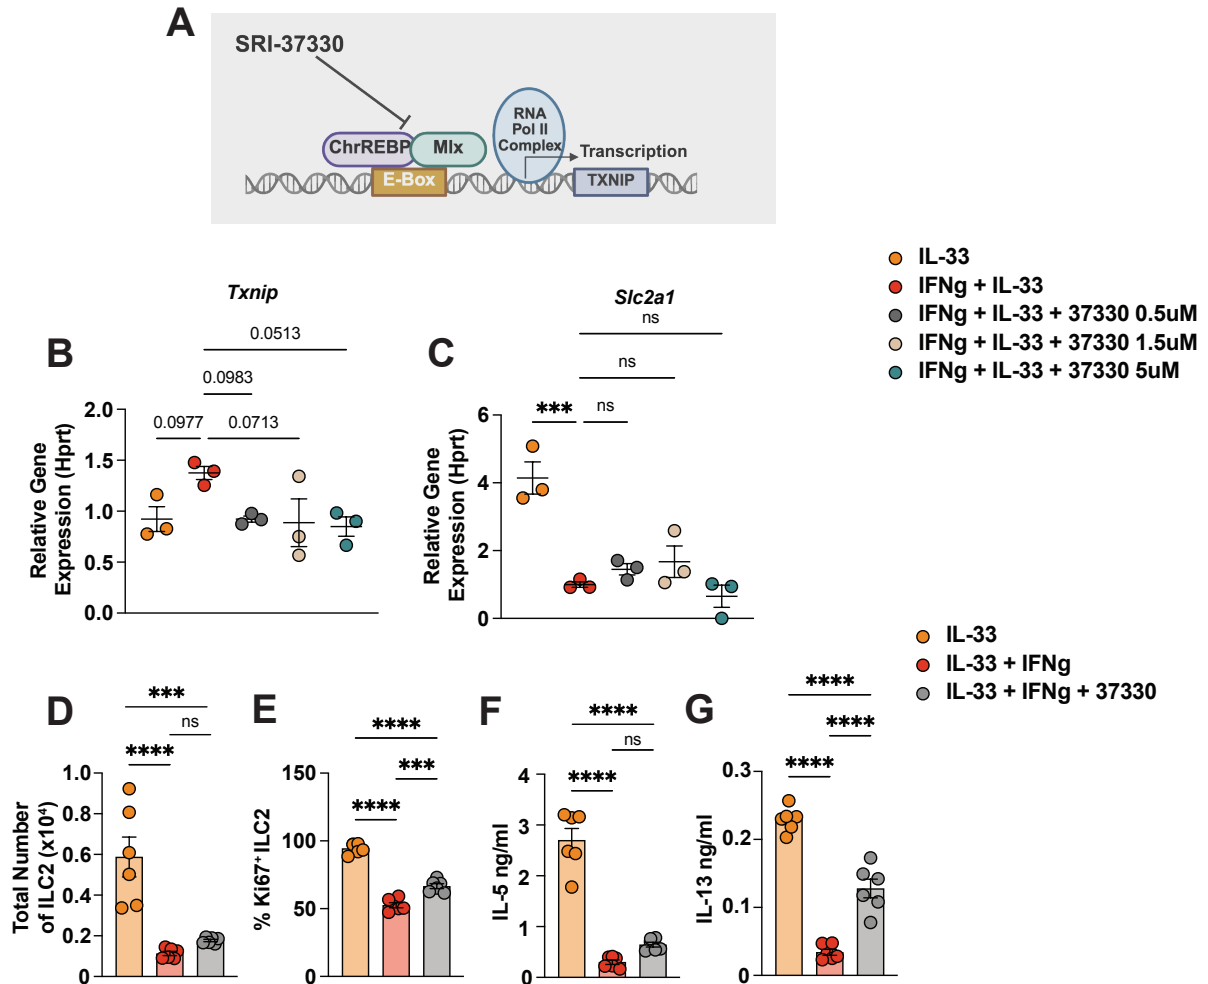 A
SRI-37330
ChrREBP
Mlx
RNA
Pol II
Complex
Transcription
E-Box
TXNIP
IL-33
IFNg + IL-33
IFNg + IL-33 + 37330 0.5uM
IFNg + IL-33 + 37330 1.5uM
IFNg + IL-33 + 37330 5uM
B
Txnip
0.0513
0.0983
0.0977
0.0713
Relative Gene
Expression (Hprt)
2.0
1.5
1.0
0.5
0.0
C
Slc2a1
ns
ns
***
ns
Relative Gene
Expression (Hprt)
6
4
2
0
IL-33
IL-33 + IFNg
IL-33 + IFNg + 37330
D
***
ns
****
Total Number
of ILC2 (x10⁴)
1.0
0.8
0.6
0.4
0.2
0
E
****
***
****
% Ki67⁺ ILC2
150
100
50
0
F
****
ns
****
IL-5 ng/ml
4
3
2
1
0
G
****
****
****
IL-13 ng/ml
0.3
0.2
0.1
0